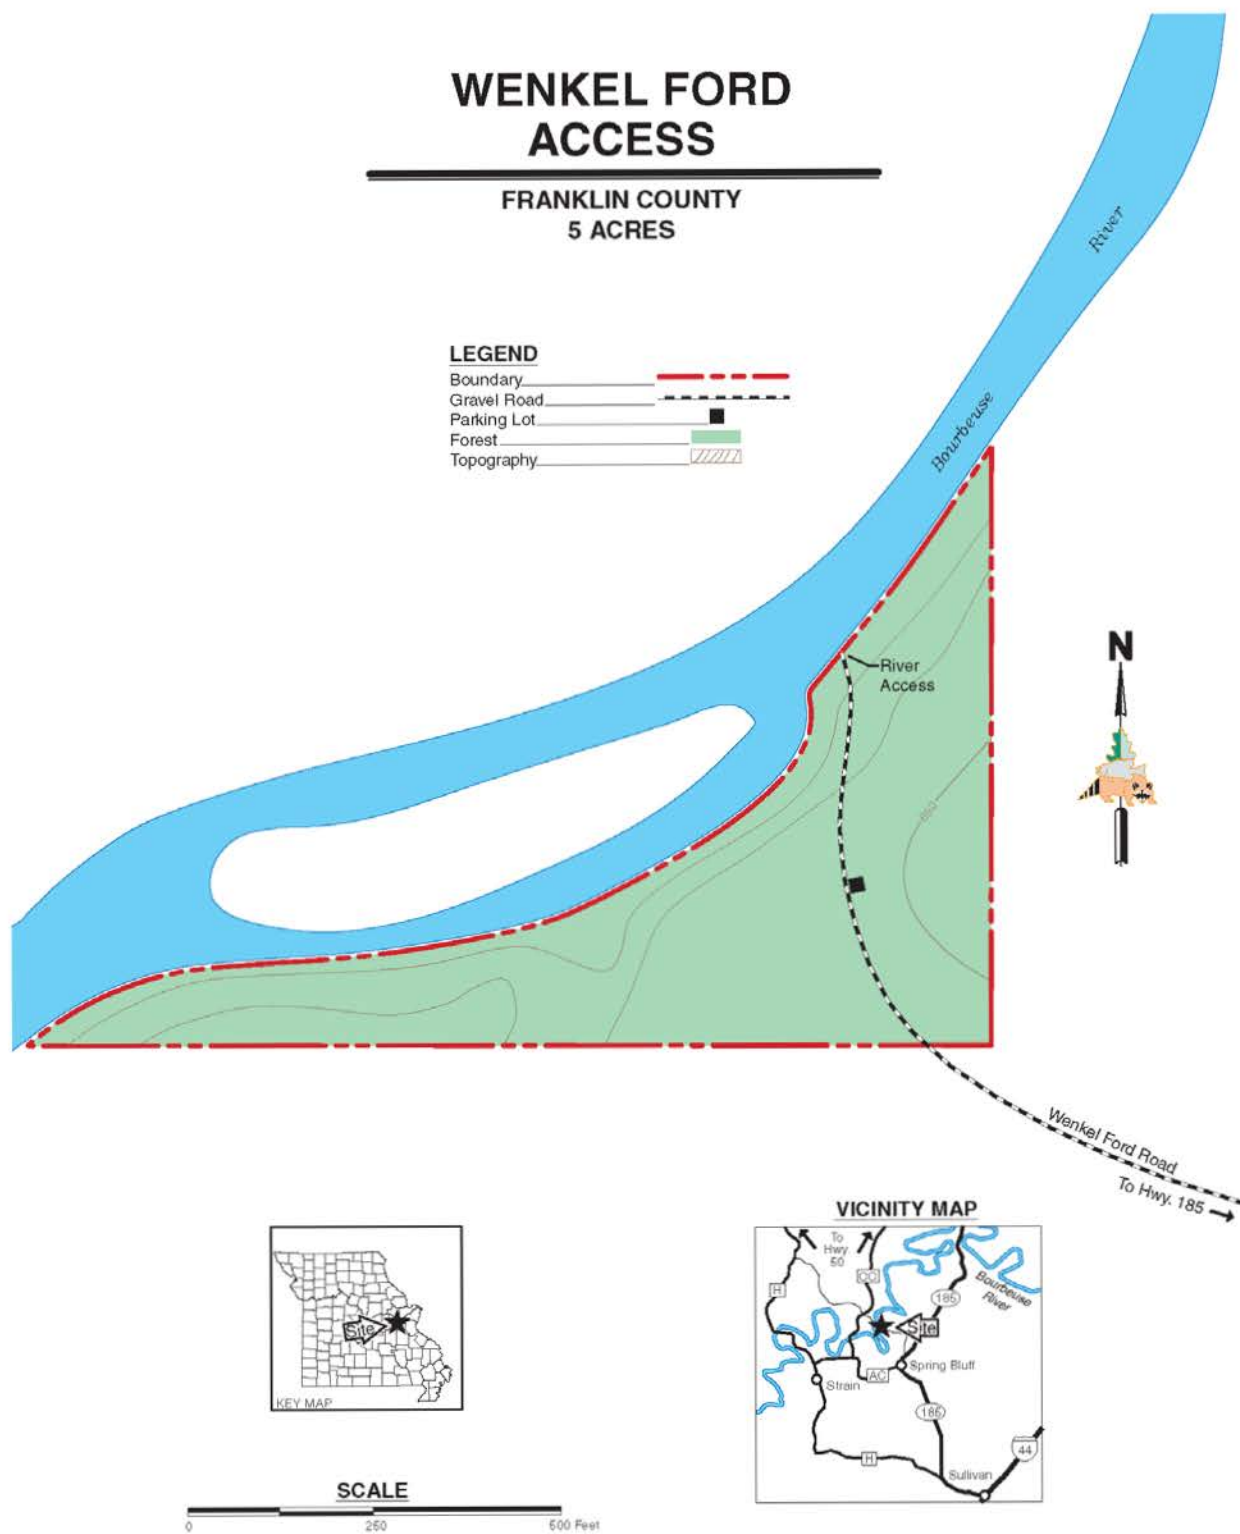 WENKEL FORD
ACCESS
FRANKLIN COUNTY
5 ACRES
River
LEGEND
Boundary
Gravel Road
Parking Lot
Forest
Topography
Bourbeuse
N
River
Access
Wenkel Ford Road
To Hwy. 185
VICINITY MAP
To
Hwy.
50
H
CC
185
Bourbeuse
River
Site
Spring Bluff
AC
Strain
185
44
H
Sullivan
Site
KEY MAP
SCALE
0 250 500 Feet